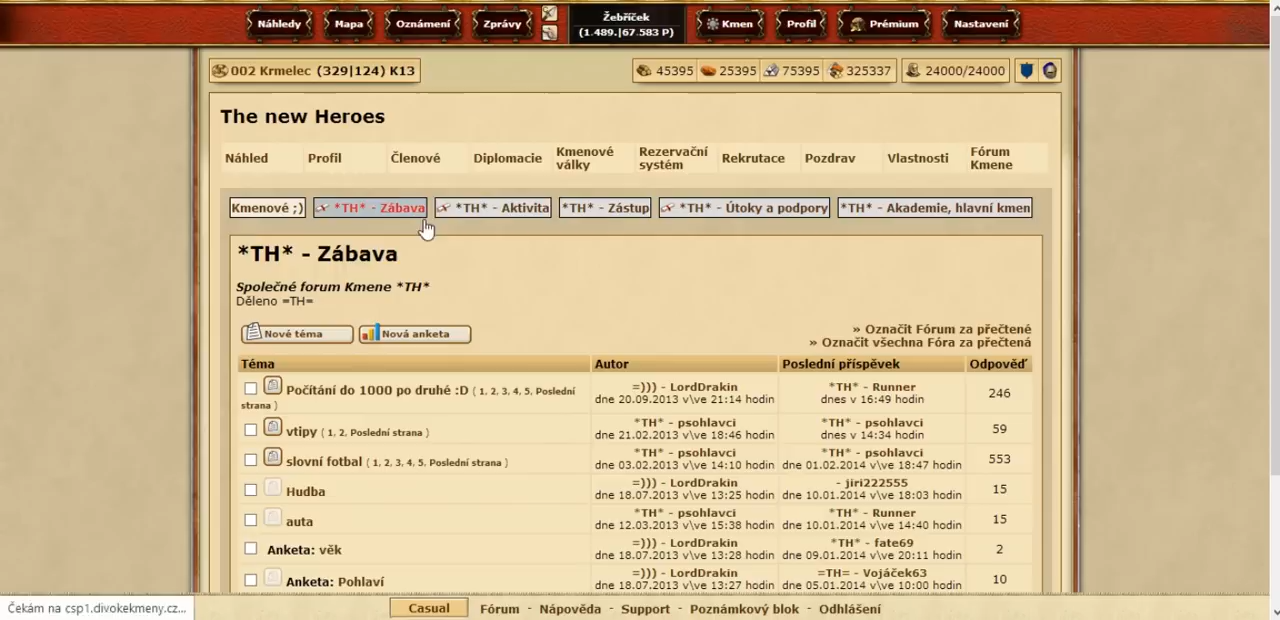 Náhledy Mapa Oznámení Zprávy Žebříček Kmen Profil Prémium Nastavení
(1.489.|67.583 P)
002 Krmelec (329|124) K13 45395 25395 75395 325337 24000/24000
The new Heroes
Náhled Profil Členové Diplomacie Kmenové války Rezervační systém Rekrutace Pozdrav Vlastnosti Fórum Kmene
Kmenové ;) *TH* - Zábava *TH* - Aktivita *TH* - Zástup *TH* - Útoky a podpory *TH* - Akademie, hlavní kmen
*TH* - Zábava
Společné forum Kmene *TH*
Děleno =TH=
Nové téma Nová anketa
» Označit Fórum za přečtené
» Označit všechna Fóra za přečtená
Téma Autor Poslední příspěvek Odpověď
Počítání do 1000 po druhé :D ( 1, 2, 3, 4, 5, Poslední strana )
=))) - LordDrakin
dne 20.09.2013 v\ve 21:14 hodin
*TH* - Runner
dnes v 16:49 hodin
246
vtipy ( 1, 2, Poslední strana )
*TH* - psohlavci
dne 21.02.2013 v\ve 18:46 hodin
*TH* - psohlavci
dnes v 14:34 hodin
59
slovní fotbal ( 1, 2, 3, 4, 5, Poslední strana )
*TH* - psohlavci
dne 03.02.2013 v\ve 14:10 hodin
*TH* - psohlavci
dne 01.02.2014 v\ve 18:47 hodin
553
Hudba
=))) - LordDrakin
dne 18.07.2013 v\ve 13:25 hodin
- jiri222555
dne 10.01.2014 v\ve 18:03 hodin
15
auta
*TH* - psohlavci
dne 12.03.2013 v\ve 15:38 hodin
*TH* - Runner
dne 10.01.2014 v\ve 14:40 hodin
15
Anketa: věk
=))) - LordDrakin
dne 18.07.2013 v\ve 13:28 hodin
*TH* - fate69
dne 09.01.2014 v\ve 20:11 hodin
2
Anketa: Pohlaví
=))) - LordDrakin
dne 18.07.2013 v\ve 13:27 hodin
=TH= - Vojáček63
dne 05.01.2014 v\ve 10:00 hodin
10
Čekám na csp1.divokekmeny.cz...
Casual Fórum - Nápověda - Support - Poznámkový blok - Odhlášení